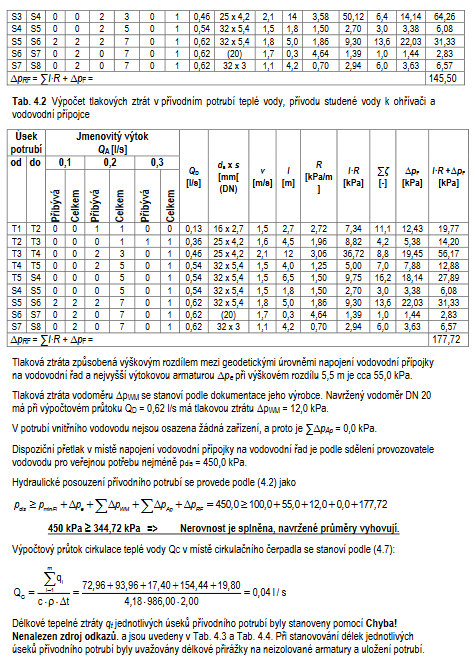 S3 S4 0 0 2 3 0 1 0,46 25 x 4,2 2,1 14 3,58 50,12 6,4 14,14 64,26
S4 S5 0 0 2 5 0 1 0,54 32 x 5,4 1,5 1,8 1,50 2,70 3,0 3,38 6,08
S5 S6 2 2 2 7 0 1 0,62 32 x 5,4 1,8 5,0 1,86 9,30 13,6 22,03 31,33
S6 S7 0 2 0 7 0 1 0,62 (20) 1,7 0,3 4,64 1,39 1,0 1,44 2,83
S7 S8 0 2 0 7 0 1 0,62 32 x 3 1,1 4,2 0,70 2,94 6,0 3,63 6,57
ΔpRF = ∑l·R + ΔpF = 145,50
Tab. 4.2 Výpočet tlakových ztrát v přívodním potrubí teplé vody, přívodu studené vody k ohřívači a
vodovodní přípojce
Úsek potrubí Jmenovitý výtok QA [l/s] QD [l/s] da x s [mm[ (DN) v [m/s] l [m] R [kPa/m ] l·R [kPa] ∑ζ [-] ΔpF [kPa] l·R +ΔpF [kPa]
od do 0,1 0,2 0,3
Přibývá Celkem Přibývá Celkem Přibývá Celkem
T1 T2 0 0 1 1 0 0 0,13 16 x 2,7 1,5 2,7 2,72 7,34 11,1 12,43 19,77
T2 T3 0 0 0 1 1 1 0,36 25 x 4,2 1,6 4,5 1,96 8,82 4,2 5,38 14,20
T3 T4 0 0 2 3 0 1 0,46 25 x 4,2 2,1 12 3,06 36,72 8,8 19,45 56,17
T4 T5 0 0 2 5 0 1 0,54 32 x 5,4 1,5 4,0 1,25 5,00 7,0 7,88 12,88
T5 S4 0 0 0 5 0 1 0,54 32 x 5,4 1,5 6,5 1,50 9,75 16,2 18,14 27,89
S4 S5 0 0 0 5 0 1 0,54 32 x 5,4 1,5 1,8 1,50 2,70 3,0 3,38 6,08
S5 S6 2 2 2 7 0 1 0,62 32 x 5,4 1,8 5,0 1,86 9,30 13,6 22,03 31,33
S6 S7 0 2 0 7 0 1 0,62 (20) 1,7 0,3 4,64 1,39 1,0 1,44 2,83
S7 S8 0 2 0 7 0 1 0,62 32 x 3 1,1 4,2 0,70 2,94 6,0 3,63 6,57
ΔpRF = ∑l·R + ΔpF = 177,72
Tlaková ztráta způsobená výškovým rozdílem mezi geodetickými úrovněmi napojení vodovodní přípojky
na vodovodní řad a nejvyšší výtokovou armaturou Δpe při výškovém rozdílu 5,5 m je cca 55,0 kPa.
Tlaková ztráta vodoměru ΔpWM se stanoví podle dokumentace jeho výrobce. Navržený vodoměr DN 20
má při výpočtovém průtoku QD = 0,62 l/s má tlakovou ztrátu ΔpWM = 12,0 kPa.
V potrubí vnitřního vodovodu nejsou osazena žádná zařízení, a proto je ∑ΔpAp = 0,0 kPa.
Dispoziční přetlak v místě napojení vodovodní přípojky na vodovodní řad je podle sdělení provozovatele
vodovodu pro veřejnou potřebu nejméně pdis = 450,0 kPa.
Hydraulické posouzení přívodního potrubí se provede podle (4.2) jako
pdis ≥ pminFl + Δpe + ∑ΔpWM + ∑ΔpAp + ΔpRF = 450,0 ≥ 100,0 + 55,0 + 12,0 + 0,0 + 177,72
450 kPa ≧ 344,72 kPa => Nerovnost je splněna, navržené průměry vyhovují.
Výpočtový průtok cirkulace teplé vody Qc v místě cirkulačního čerpadla se stanoví podle (4.7):
QC = m∑i=1 qi / c·ρ·Δt = 72,96 + 93,96 + 17,40 + 154,44 + 19,80 / 4,18·986,00·2,00 = 0,04 l/s
Délkové tepelné ztráty qt jednotlivých úseků přívodního potrubí byly stanoveny pomocí Chyba!
Nenalezen zdroj odkazů. a jsou uvedeny v Tab. 4.3 a Tab. 4.4. Při stanovování délek jednotlivých
úseků přívodního potrubí byly uvažovány délkové přirážky na neizolované armatury a uložení potrubí.